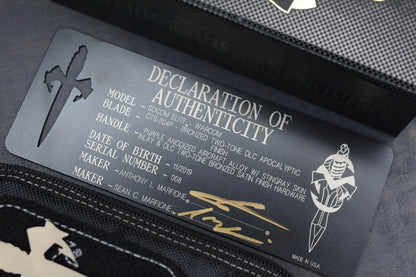 DECLARATION OF
AUTHENTICITY
MODEL - SOCOM ELITE - WARCOM
BLADE - CTS-204P - BRONZED TWO-TONE DLC APOCALYPTIC
FINISH
HANDLE - PURPLE ANODIZED AIRCRAFT ALLOY W/ STINGRAY SKIN
INLAY & DLC TWO-TONE BRONZED SATIN FINISH HARDWARE
DATE OF BIRTH - 11/2019
SERIAL NUMBER - 008
MAKER - ANTHONY L. MARFIONE
MAKER - SEAN C. MARFIONE
MADE IN U.S.A.
KNIVES